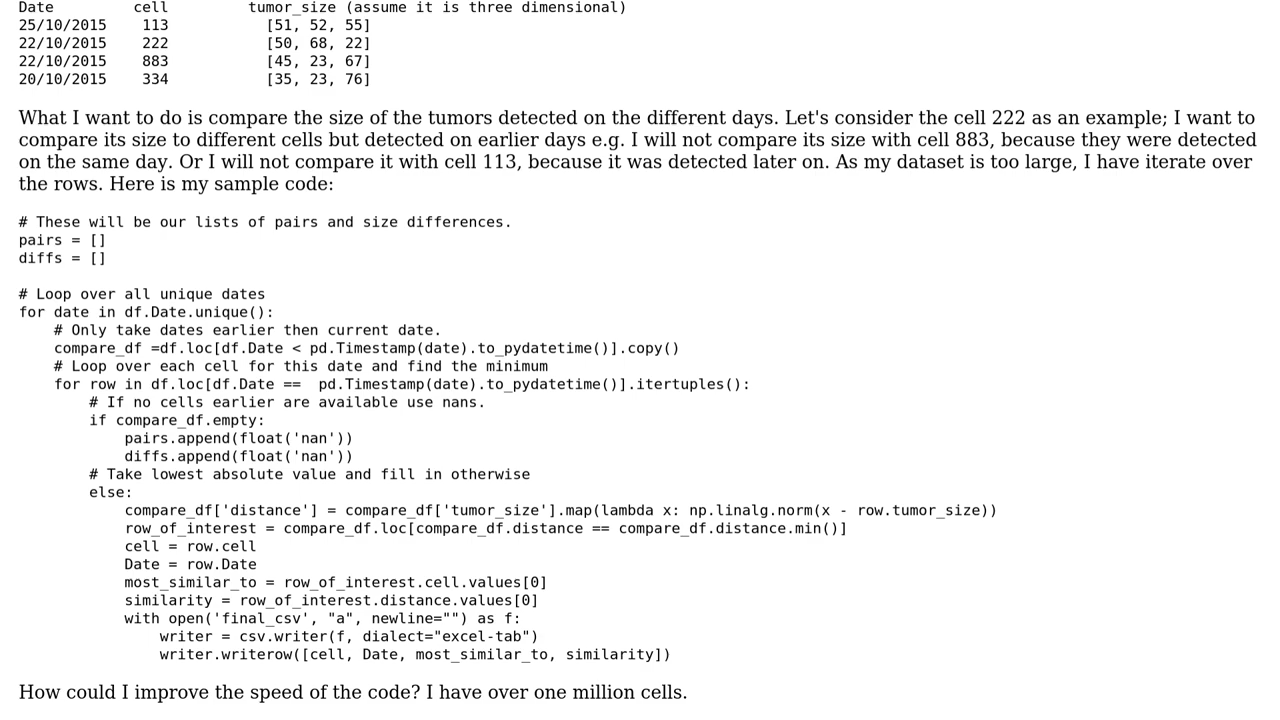 Date         cell         tumor_size (assume it is three dimensional)
25/10/2015    113           [51, 52, 55]
22/10/2015    222           [50, 68, 22]
22/10/2015    883           [45, 23, 67]
20/10/2015    334           [35, 23, 76]
What I want to do is compare the size of the tumors detected on the different days. Let's consider the cell 222 as an example; I want to
compare its size to different cells but detected on earlier days e.g. I will not compare its size with cell 883, because they were detected
on the same day. Or I will not compare it with cell 113, because it was detected later on. As my dataset is too large, I have iterate over
the rows. Here is my sample code:
# These will be our lists of pairs and size differences.
pairs = []
diffs = []
# Loop over all unique dates
for date in df.Date.unique():
    # Only take dates earlier then current date.
    compare_df =df.loc[df.Date < pd.Timestamp(date).to_pydatetime()].copy()
    # Loop over each cell for this date and find the minimum
    for row in df.loc[df.Date ==  pd.Timestamp(date).to_pydatetime()].itertuples():
        # If no cells earlier are available use nans.
        if compare_df.empty:
            pairs.append(float('nan'))
            diffs.append(float('nan'))
        # Take lowest absolute value and fill in otherwise
        else:
            compare_df['distance'] = compare_df['tumor_size'].map(lambda x: np.linalg.norm(x - row.tumor_size))
            row_of_interest = compare_df.loc[compare_df.distance == compare_df.distance.min()]
            cell = row.cell
            Date = row.Date
            most_similar_to = row_of_interest.cell.values[0]
            similarity = row_of_interest.distance.values[0]
            with open('final_csv', "a", newline="") as f:
                writer = csv.writer(f, dialect="excel-tab")
                writer.writerow([cell, Date, most_similar_to, similarity])
How could I improve the speed of the code? I have over one million cells.